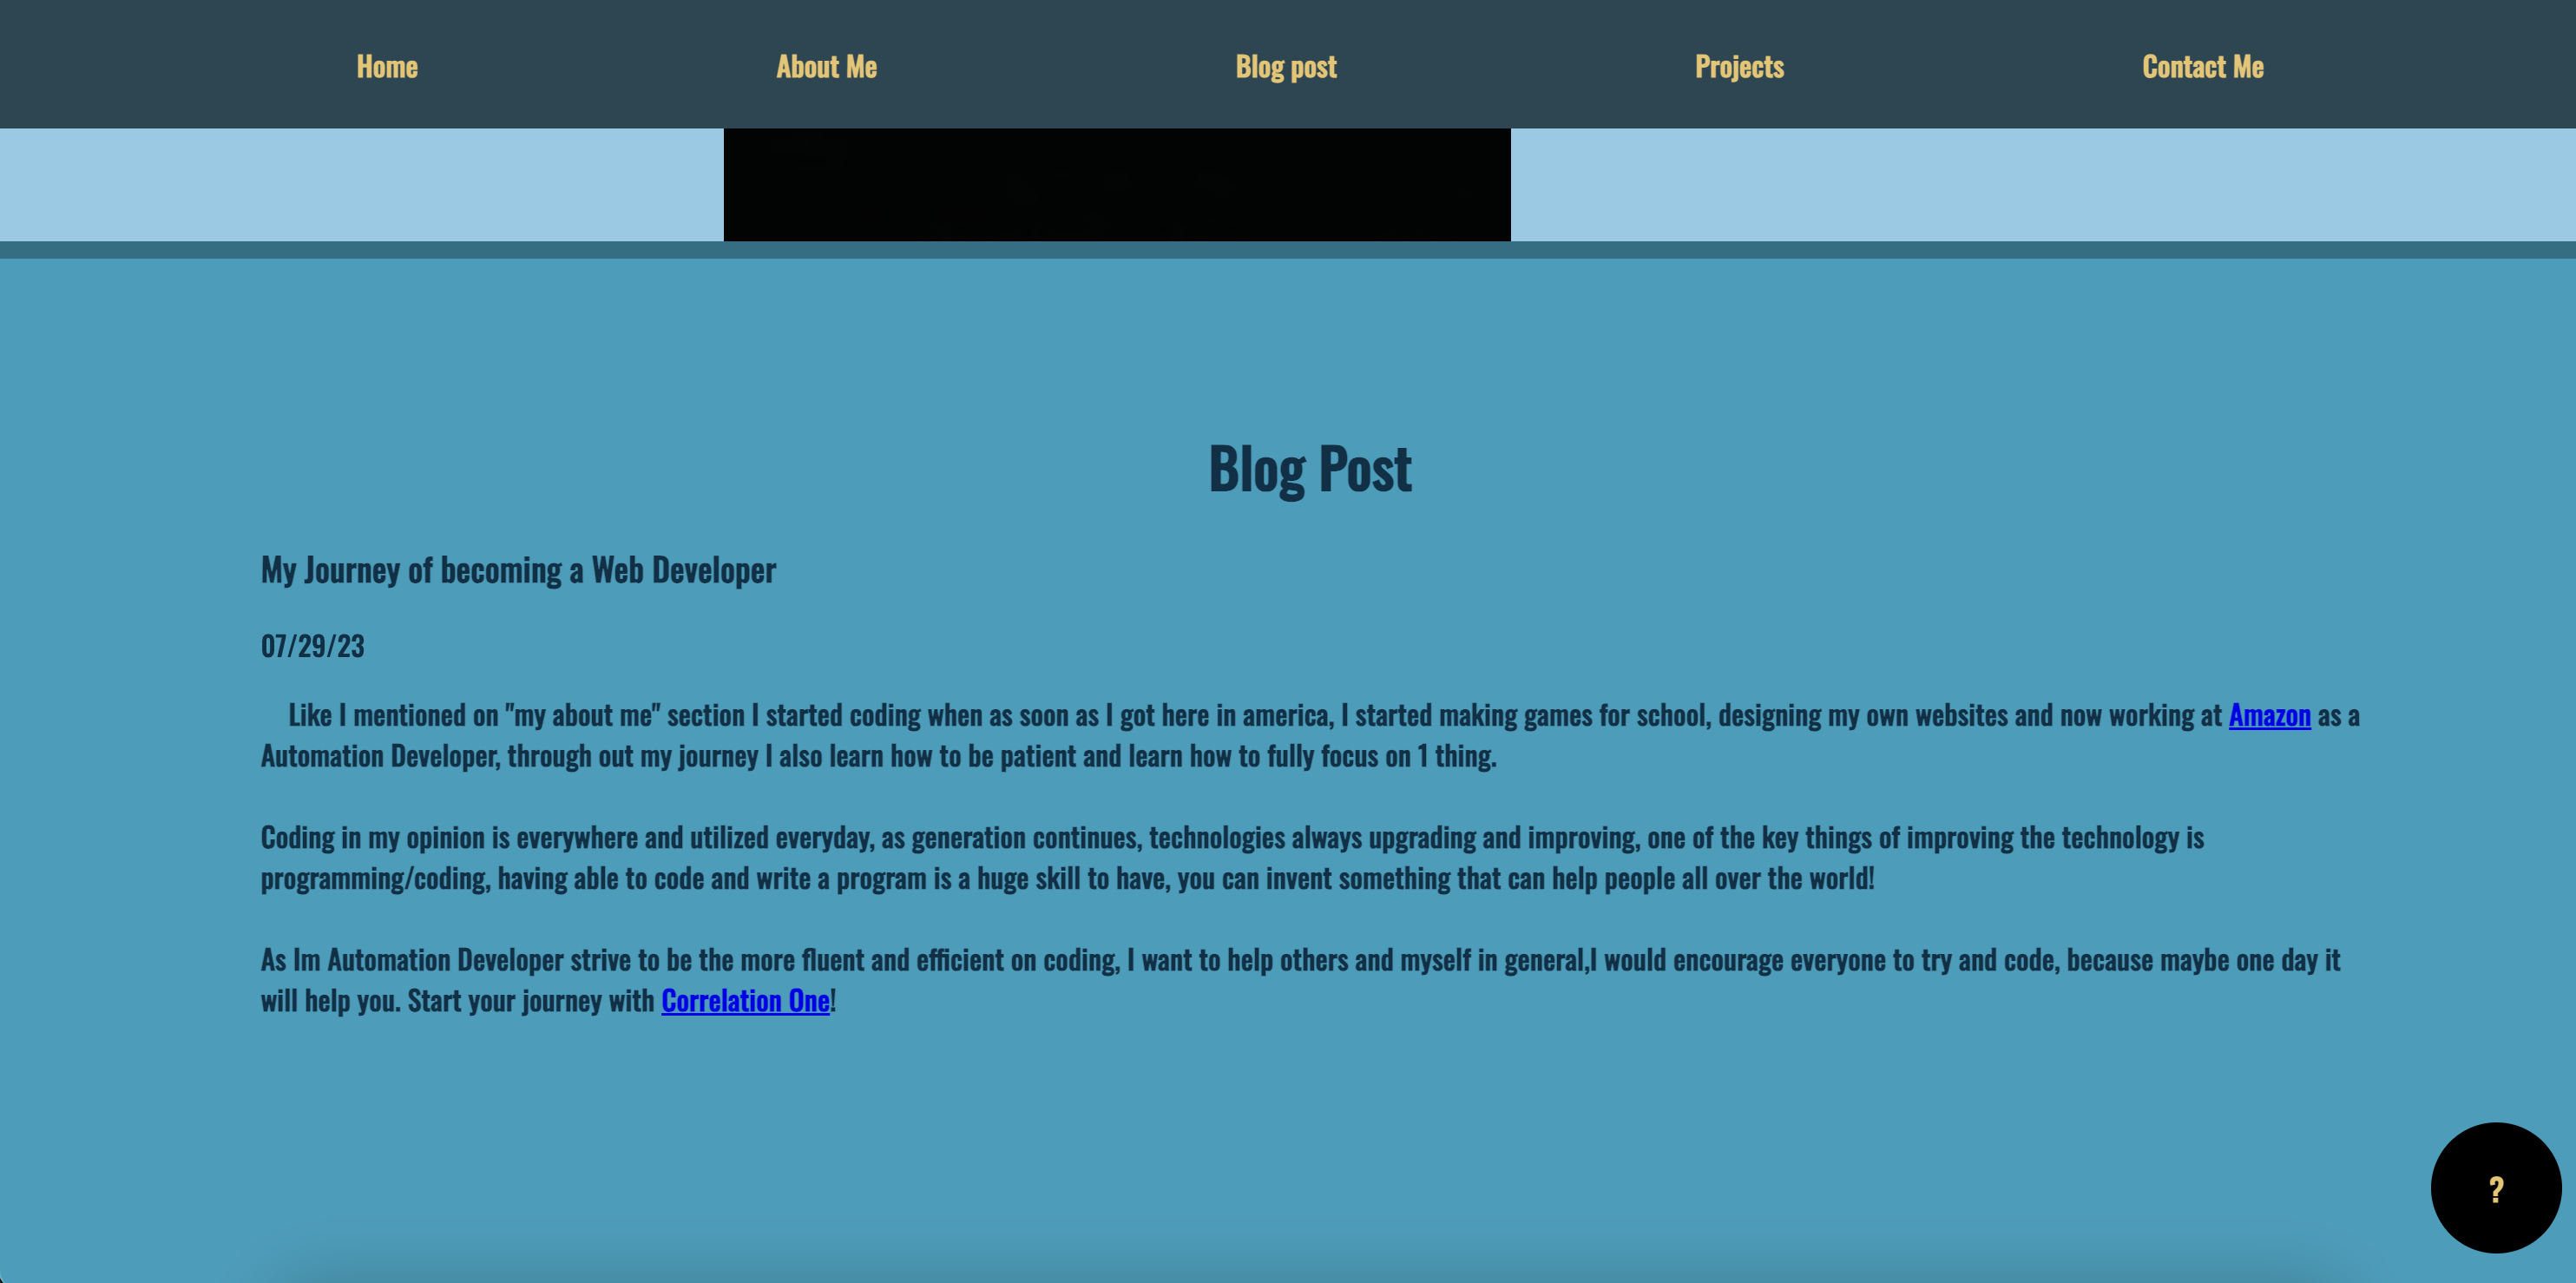 Home About Me Blog post Projects Contact Me
Blog Post
My Journey of becoming a Web Developer
07/29/23
Like I mentioned on "my about me" section I started coding when as soon as I got here in america, I started making games for school, designing my own websites and now working at Amazon as a
Automation Developer, through out my journey I also learn how to be patient and learn how to fully focus on 1 thing.
Coding in my opinion is everywhere and utilized everyday, as generation continues, technologies always upgrading and improving, one of the key things of improving the technology is
programming/coding, having able to code and write a program is a huge skill to have, you can invent something that can help people all over the world!
As Im Automation Developer strive to be the more fluent and efficient on coding, I want to help others and myself in general,I would encourage everyone to try and code, because maybe one day it
will help you. Start your journey with Correlation One!
?